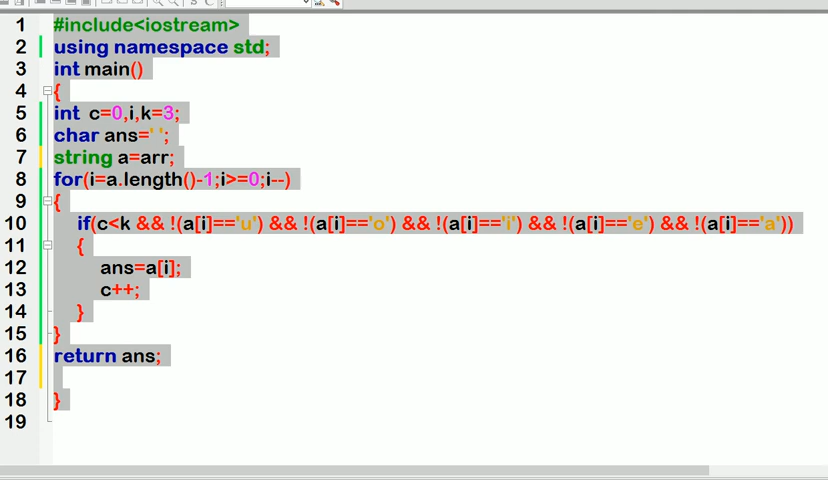 1 #include<iostream>
2 using namespace std;
3 int main()
4 {
5 int c=0,i,k=3;
6 char ans=' ';
7 string a=arr;
8 for(i=a.length()-1;i>=0;i--)
9 {
10 if(c<k && !(a[i]=='u') && !(a[i]=='o') && !(a[i]=='i') && !(a[i]=='e') && !(a[i]=='a'))
11 {
12 ans=a[i];
13 c++;
14 }
15 }
16 return ans;
17
18 }
19